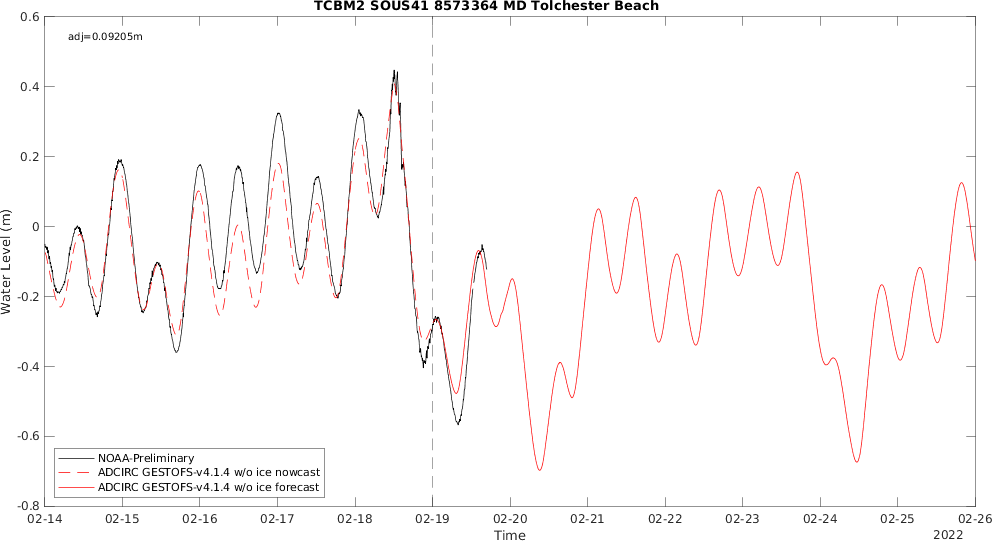 TCBM2 SOUS41 8573364 MD Tolchester Beach
adj=0.09205m
0.6
0.4
0.2
0
-0.2
-0.4
-0.6
-0.8
Water Level (m)
NOAA-Preliminary
ADCIRC GESTOFS-v4.1.4 w/o ice nowcast
ADCIRC GESTOFS-v4.1.4 w/o ice forecast
02-14 02-15 02-16 02-17 02-18 02-19 02-20 02-21 02-22 02-23 02-24 02-25 02-26
Time
2022